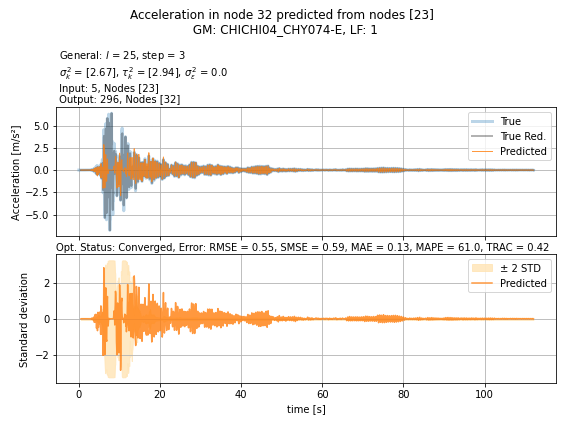 Acceleration in node 32 predicted from nodes [23]
GM: CHICHI04_CHY074-E, LF: 1
General: l = 25, step = 3
σ²ₖ = [2.67], τ²ₖ = [2.94], σ²ε = 0.0
Input: 5, Nodes [23]
Output: 296, Nodes [32]
True
True Red.
Predicted
Acceleration [m/s²]
5.0
2.5
0.0
−2.5
−5.0
Opt. Status: Converged, Error: RMSE = 0.55, SMSE = 0.59, MAE = 0.13, MAPE = 61.0, TRAC = 0.42
± 2 STD
Predicted
Standard deviation
2
0
−2
0 20 40 60 80 100
time [s]